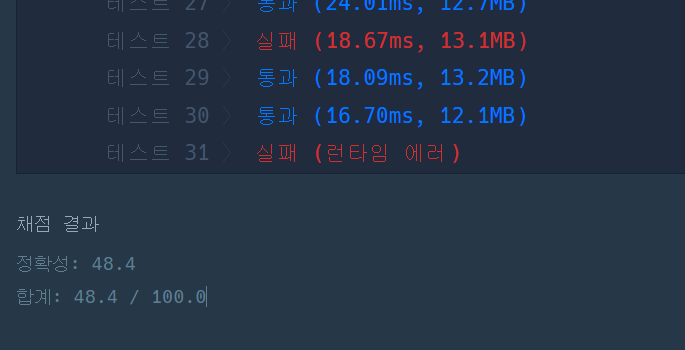 테스트 27 〉 통과 (24.01ms, 12.7MB)
테스트 28 〉 실패 (18.67ms, 13.1MB)
테스트 29 〉 통과 (18.09ms, 13.2MB)
테스트 30 〉 통과 (16.70ms, 12.1MB)
테스트 31 〉 실패 (런타임 에러)
채점 결과
정확성: 48.4
합계: 48.4 / 100.0